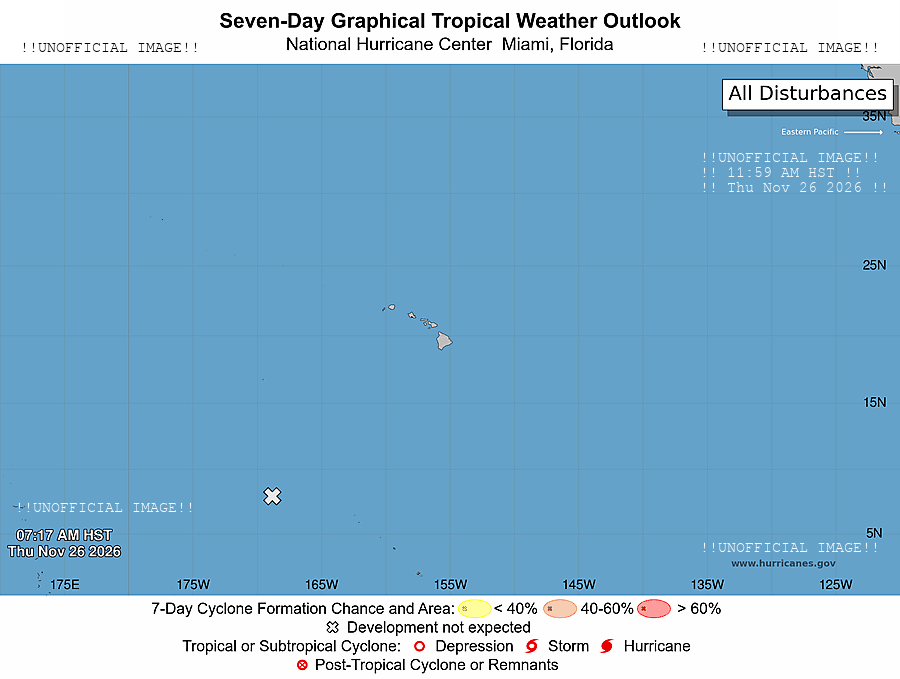 Seven-Day Graphical Tropical Weather Outlook
National Hurricane Center Miami, Florida
!!UNOFFICIAL IMAGE!!
!!UNOFFICIAL IMAGE!!
All Disturbances
35N
Eastern Pacific
!!UNOFFICIAL IMAGE!!
!! 11:59 AM HST !!
!! Thu Nov 26 2026 !!
25N
15N
!!UNOFFICIAL IMAGE!!
07:17 AM HST
Thu Nov 26 2026
5N
!!UNOFFICIAL IMAGE!!
www.hurricanes.gov
175E 175W 165W 155W 145W 135W 125W
7-Day Cyclone Formation Chance and Area: < 40% 40-60% > 60%
Development not expected
Tropical or Subtropical Cyclone: Depression Storm Hurricane
Post-Tropical Cyclone or Remnants